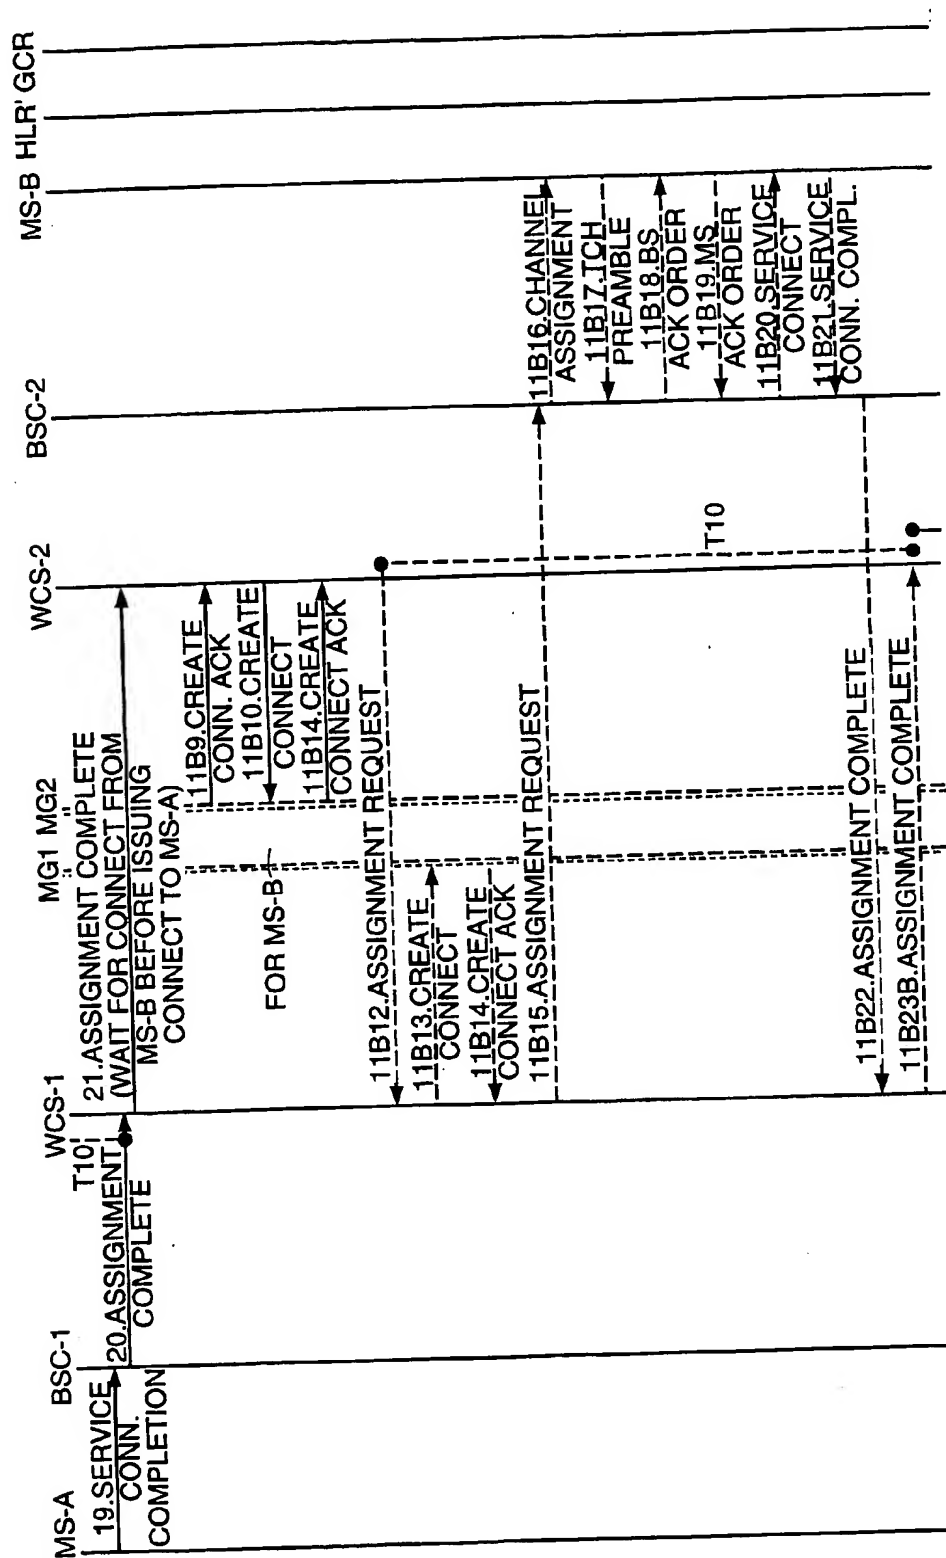 MS-A
BSC-1
WCS-1
MG1 MG2
WCS-2
BSC-2
MS-B
HLR'
GCR
19.SERVICE
CONN.
COMPLETION
T10
20.ASSIGNMENT
COMPLETE
21.ASSIGNMENT COMPLETE
(WAIT FOR CONNECT FROM
MS-B BEFORE ISSUING
CONNECT TO MS-A)
11B9.CREATE
CONN. ACK
11B10.CREATE
CONNECT
11B14.CREATE
CONNECT ACK
FOR MS-B
11B12.ASSIGNMENT REQUEST
11B13.CREATE
CONNECT
11B14.CREATE
CONNECT ACK
11B15.ASSIGNMENT REQUEST
11B16.CHANNEL
ASSIGNMENT
11B17.TCH
PREAMBLE
11B18.BS
ACK ORDER
11B19.MS
ACK ORDER
11B20.SERVICE
CONNECT
11B21.SERVICE
CONN. COMPL.
T10
11B22.ASSIGNMENT COMPLETE
11B23B.ASSIGNMENT COMPLETE